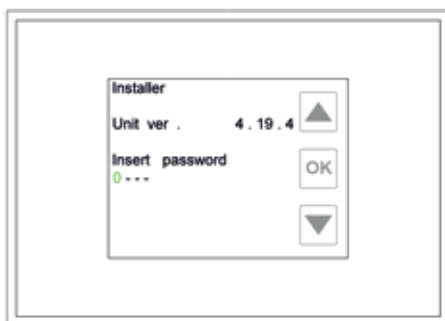 Installer
Unit ver . 4 . 19 . 4
Insert password
OK
0 - - -